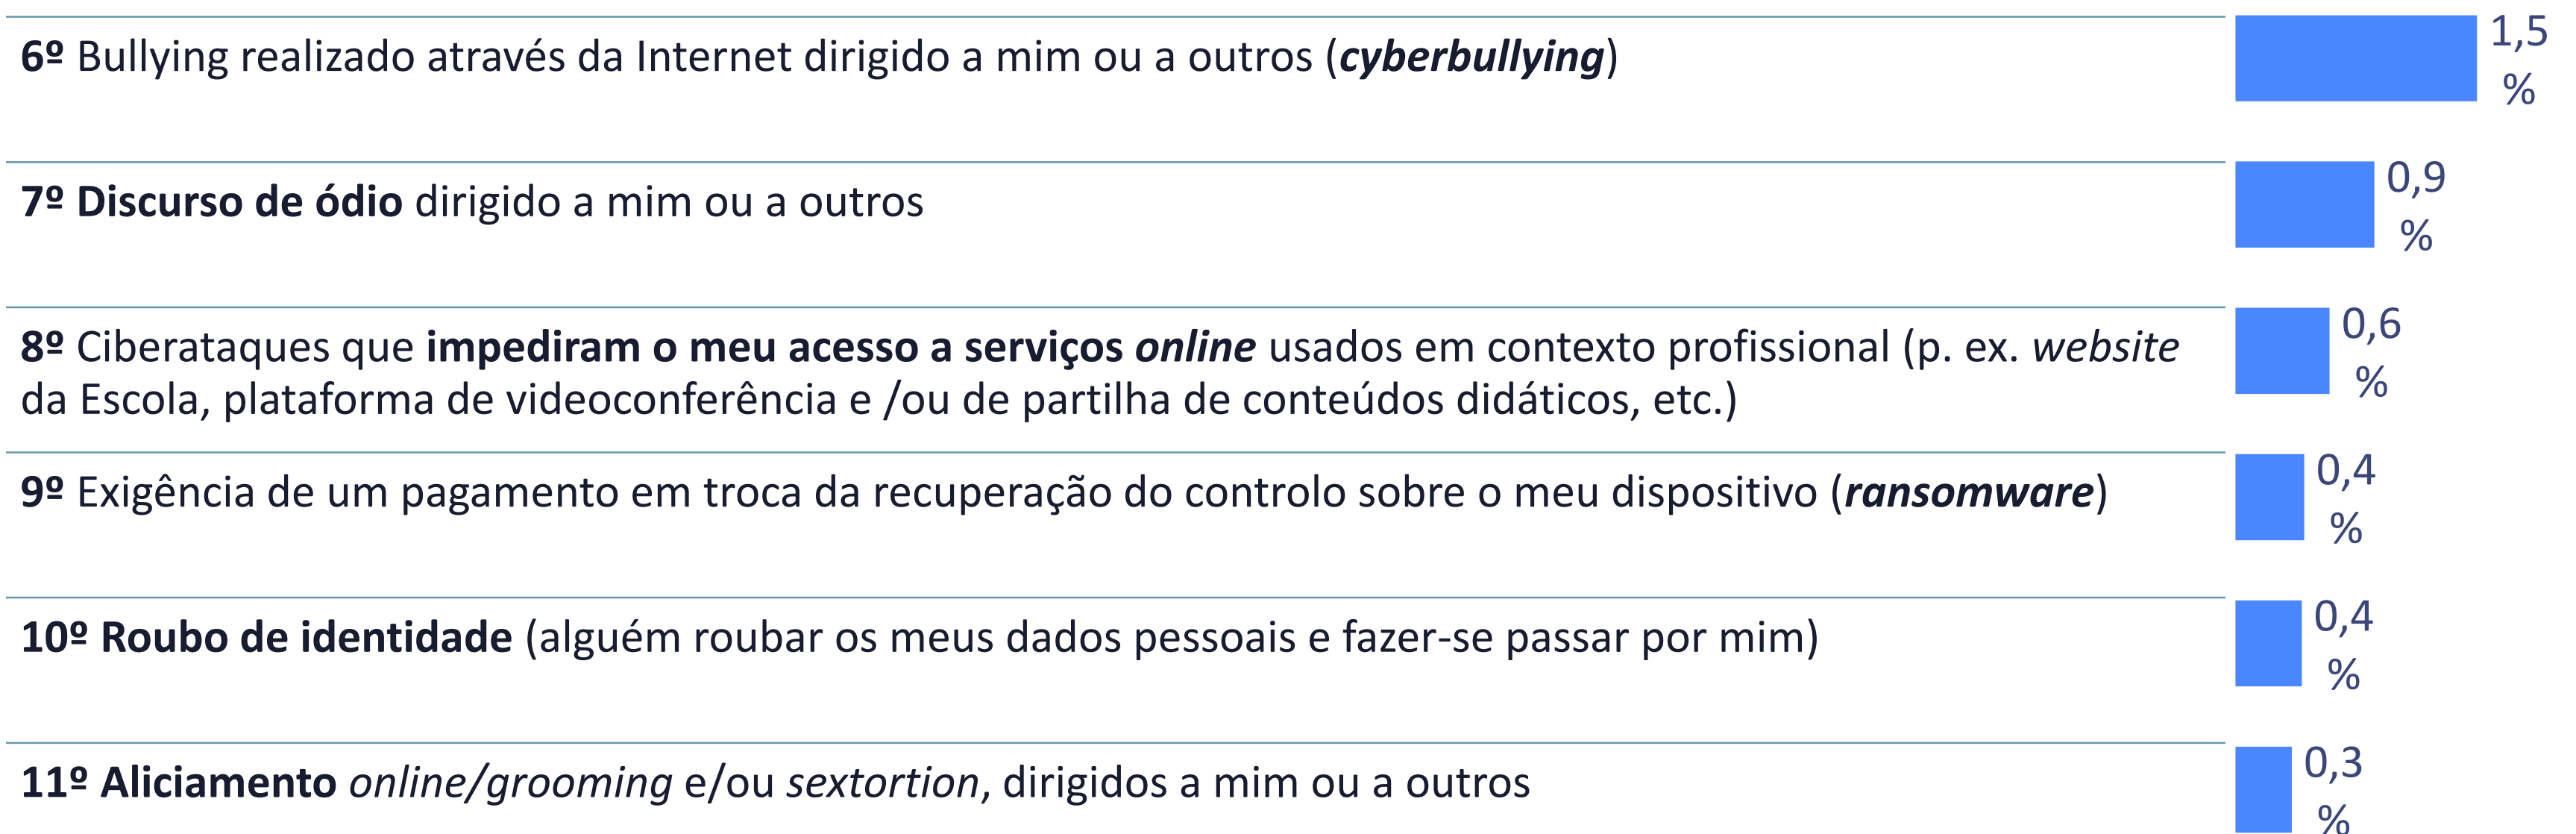 6º Bullying realizado através da Internet dirigido a mim ou a outros (cyberbullying)
1,5
%
7º Discurso de ódio dirigido a mim ou a outros
0,9
%
8º Ciberataques que impediram o meu acesso a serviços online usados em contexto profissional (p. ex. website
da Escola, plataforma de videoconferência e /ou de partilha de conteúdos didáticos, etc.)
0,6
%
9º Exigência de um pagamento em troca da recuperação do controlo sobre o meu dispositivo (ransomware)
0,4
%
10º Roubo de identidade (alguém roubar os meus dados pessoais e fazer-se passar por mim)
0,4
%
11º Aliciamento online/grooming e/ou sextortion, dirigidos a mim ou a outros
0,3
%